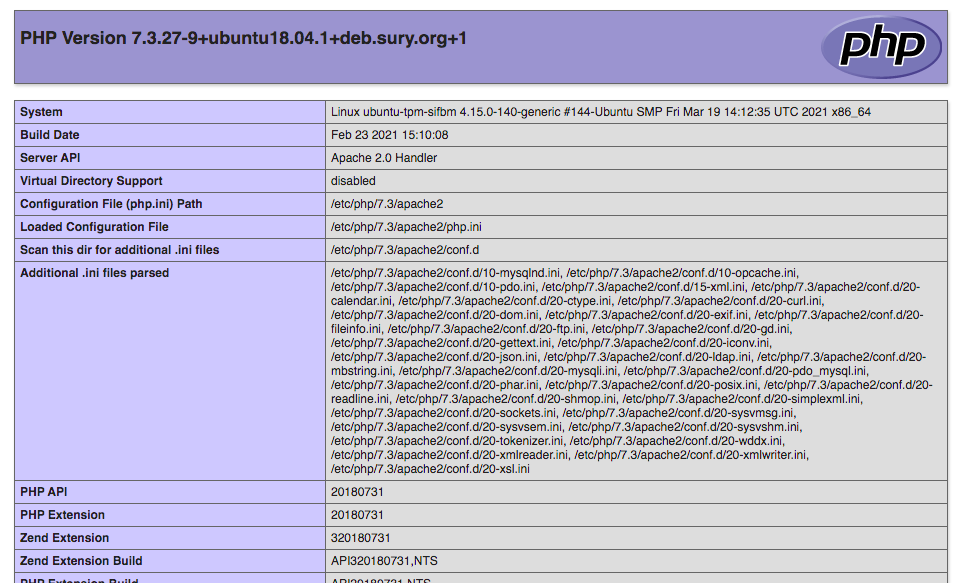 PHP Version 7.3.27-9+ubuntu18.04.1+deb.sury.org+1
php
System
Linux ubuntu-tpm-sifbm 4.15.0-140-generic #144-Ubuntu SMP Fri Mar 19 14:12:35 UTC 2021 x86_64
Build Date
Feb 23 2021 15:10:08
Server API
Apache 2.0 Handler
Virtual Directory Support
disabled
Configuration File (php.ini) Path
/etc/php/7.3/apache2
Loaded Configuration File
/etc/php/7.3/apache2/php.ini
Scan this dir for additional .ini files
/etc/php/7.3/apache2/conf.d
Additional .ini files parsed
/etc/php/7.3/apache2/conf.d/10-mysqlnd.ini, /etc/php/7.3/apache2/conf.d/10-opcache.ini,
/etc/php/7.3/apache2/conf.d/10-pdo.ini, /etc/php/7.3/apache2/conf.d/15-xml.ini, /etc/php/7.3/apache2/conf.d/20-
calendar.ini, /etc/php/7.3/apache2/conf.d/20-ctype.ini, /etc/php/7.3/apache2/conf.d/20-curl.ini,
/etc/php/7.3/apache2/conf.d/20-dom.ini, /etc/php/7.3/apache2/conf.d/20-exif.ini, /etc/php/7.3/apache2/conf.d/20-
fileinfo.ini, /etc/php/7.3/apache2/conf.d/20-ftp.ini, /etc/php/7.3/apache2/conf.d/20-gd.ini,
/etc/php/7.3/apache2/conf.d/20-gettext.ini, /etc/php/7.3/apache2/conf.d/20-iconv.ini,
/etc/php/7.3/apache2/conf.d/20-json.ini, /etc/php/7.3/apache2/conf.d/20-ldap.ini, /etc/php/7.3/apache2/conf.d/20-
mbstring.ini, /etc/php/7.3/apache2/conf.d/20-mysqli.ini, /etc/php/7.3/apache2/conf.d/20-pdo_mysql.ini,
/etc/php/7.3/apache2/conf.d/20-phar.ini, /etc/php/7.3/apache2/conf.d/20-posix.ini, /etc/php/7.3/apache2/conf.d/20-
readline.ini, /etc/php/7.3/apache2/conf.d/20-shmop.ini, /etc/php/7.3/apache2/conf.d/20-simplexml.ini,
/etc/php/7.3/apache2/conf.d/20-sockets.ini, /etc/php/7.3/apache2/conf.d/20-sysvmsg.ini,
/etc/php/7.3/apache2/conf.d/20-sysvsem.ini, /etc/php/7.3/apache2/conf.d/20-sysvshm.ini,
/etc/php/7.3/apache2/conf.d/20-tokenizer.ini, /etc/php/7.3/apache2/conf.d/20-wddx.ini,
/etc/php/7.3/apache2/conf.d/20-xmlreader.ini, /etc/php/7.3/apache2/conf.d/20-xmlwriter.ini,
/etc/php/7.3/apache2/conf.d/20-xsl.ini
PHP API
20180731
PHP Extension
20180731
Zend Extension
320180731
Zend Extension Build
API320180731,NTS
PHP Extension Build
API20180731,NTS